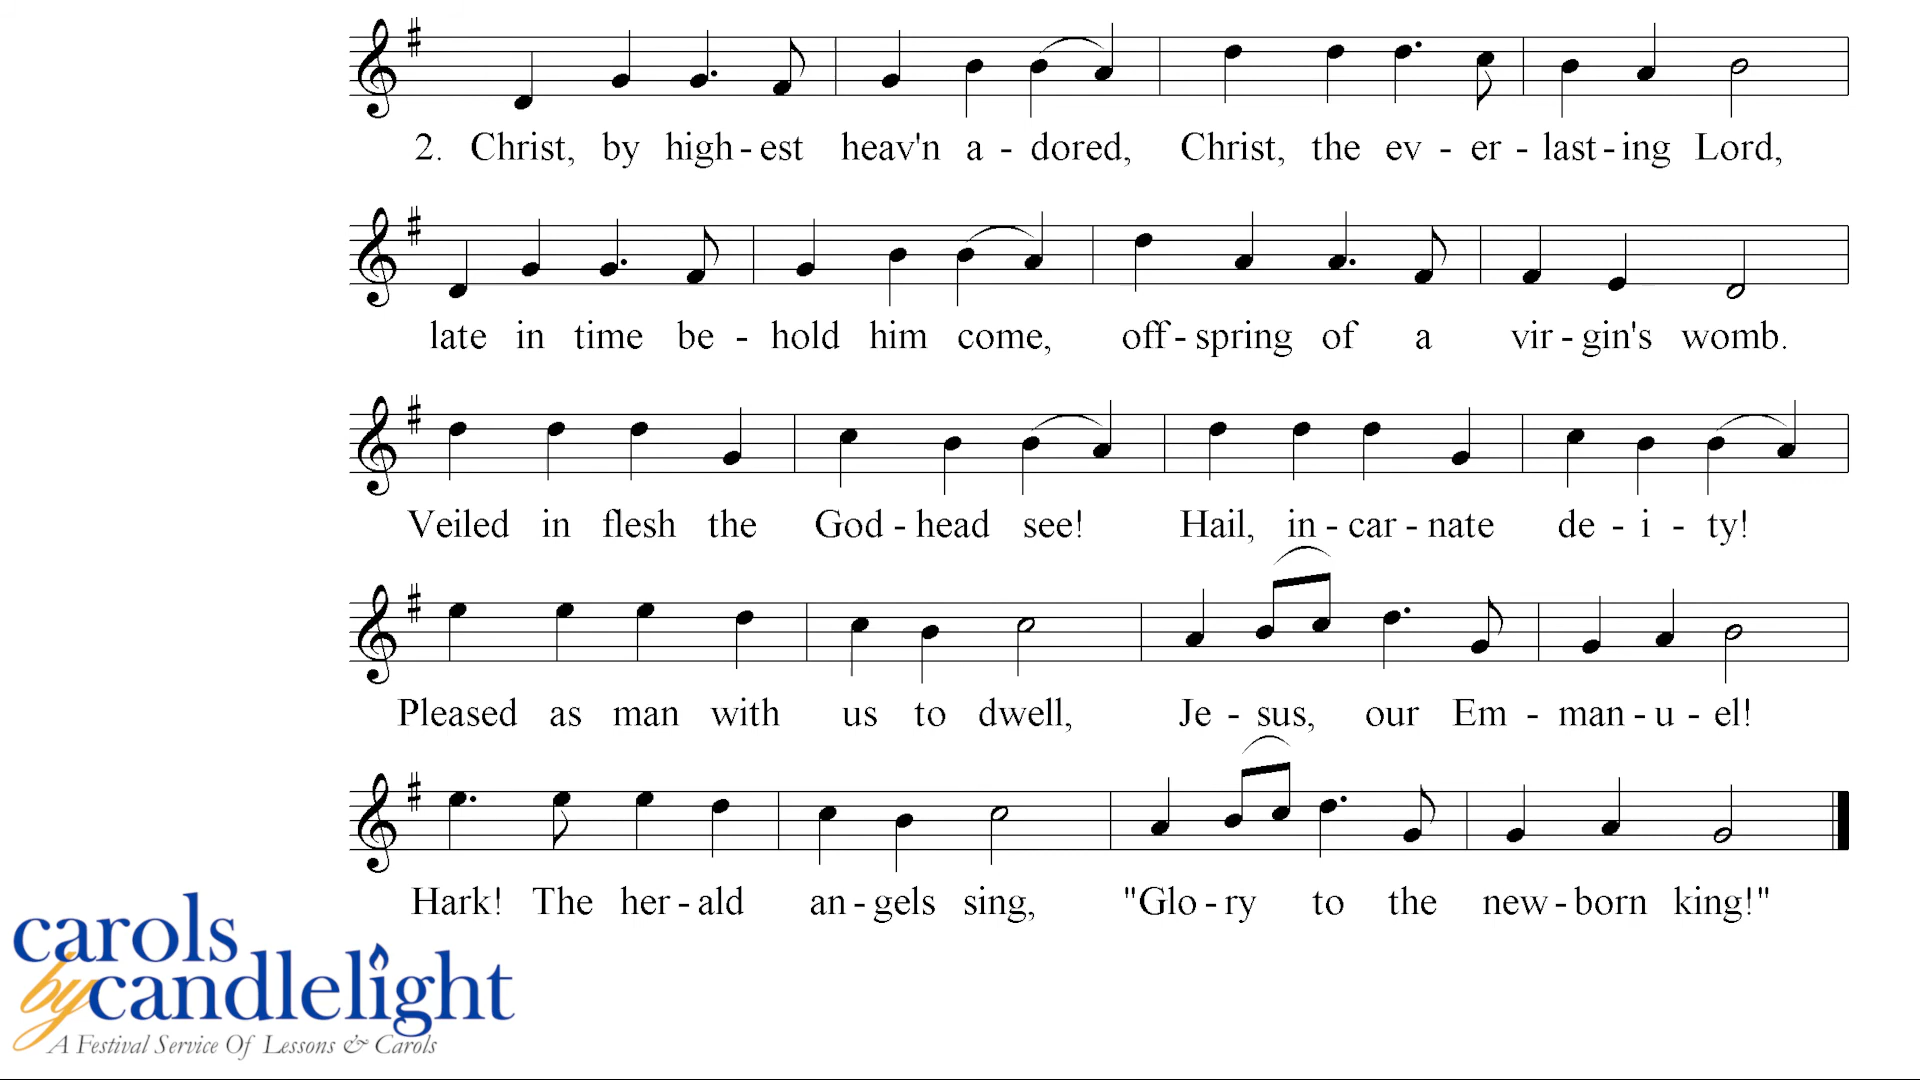 2. Christ, by high - est heav'n a - dored, Christ, the ev - er - last - ing Lord,
late in time be - hold him come, off - spring of a vir - gin's womb.
Veiled in flesh the God - head see! Hail, in - car - nate de - i - ty!
Pleased as man with us to dwell, Je - sus, our Em - man - u - el!
Hark! The her - ald an - gels sing, "Glo - ry to the new - born king!"
carols
by candlelight
A Festival Service Of Lessons & Carols